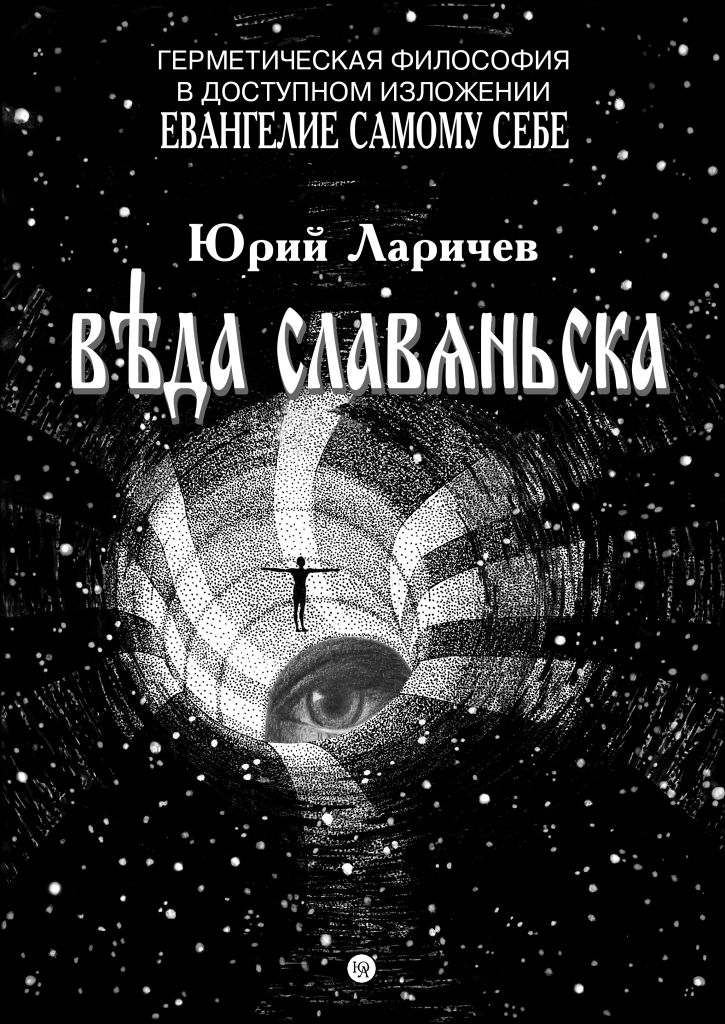 ГЕРМЕТИЧЕСКАЯ ФИЛОСОФИЯ
В ДОСТУПНОМ ИЗЛОЖЕНИИ
ЕВАНГЕЛИЕ САМОМУ СЕБЕ
Юрий Ларичев
ВѢДА СЛАВѦНЬСКА